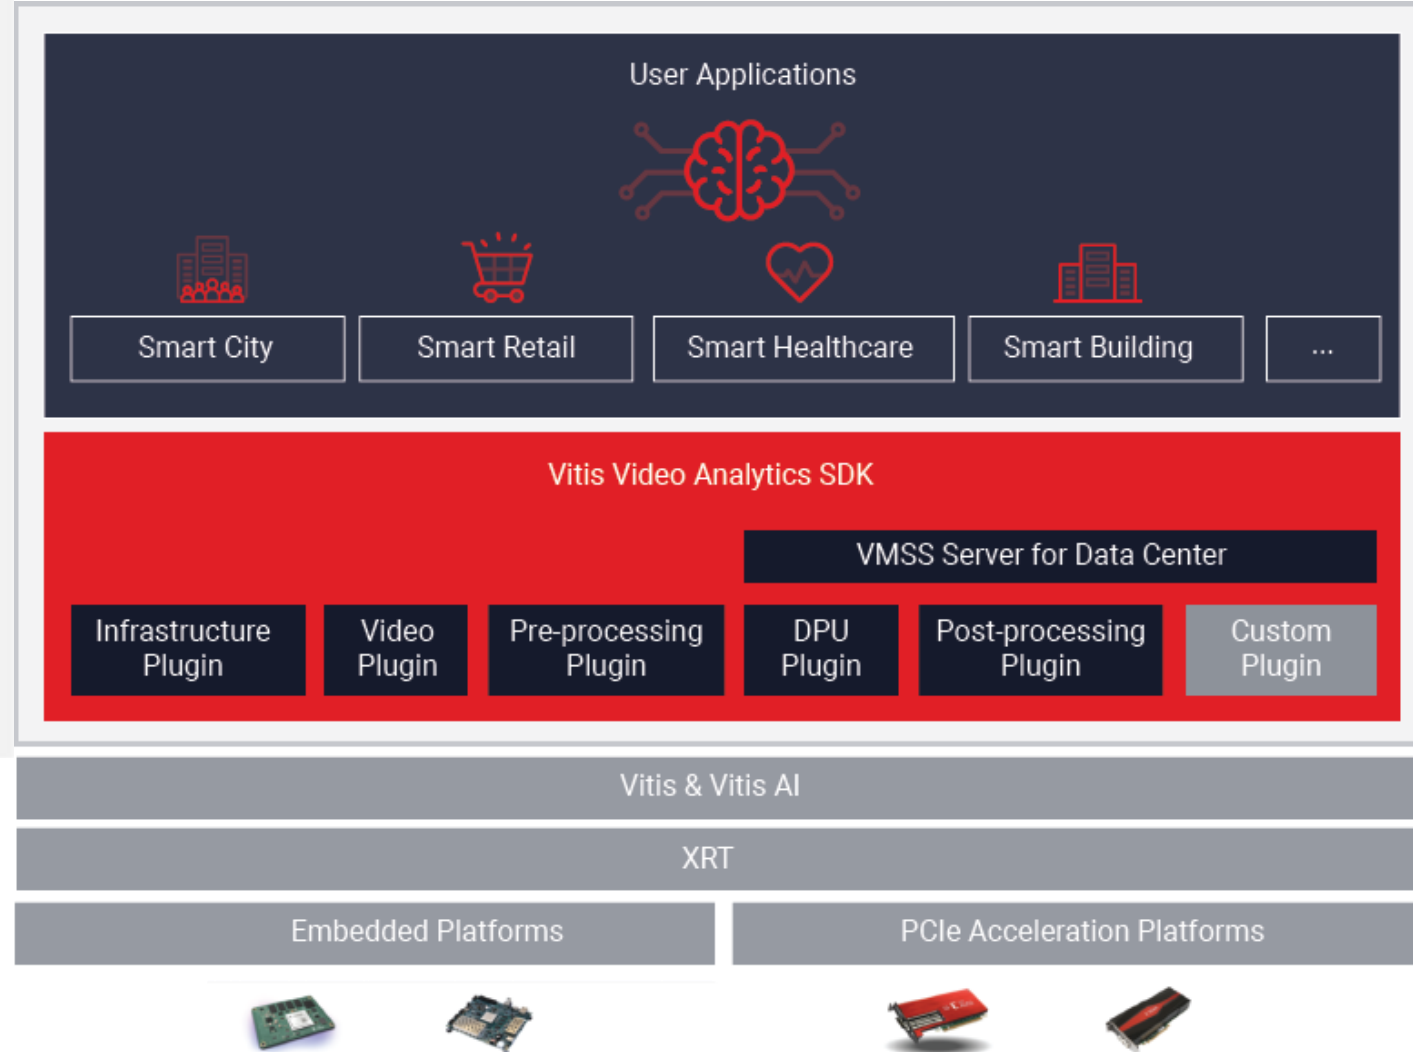 User Applications
Smart City
Smart Retail
Smart Healthcare
Smart Building
...
Vitis Video Analytics SDK
VMSS Server for Data Center
Infrastructure
Plugin
Video
Plugin
Pre-processing
Plugin
DPU
Plugin
Post-processing
Plugin
Custom
Plugin
Vitis & Vitis AI
XRT
Embedded Platforms
PCIe Acceleration Platforms